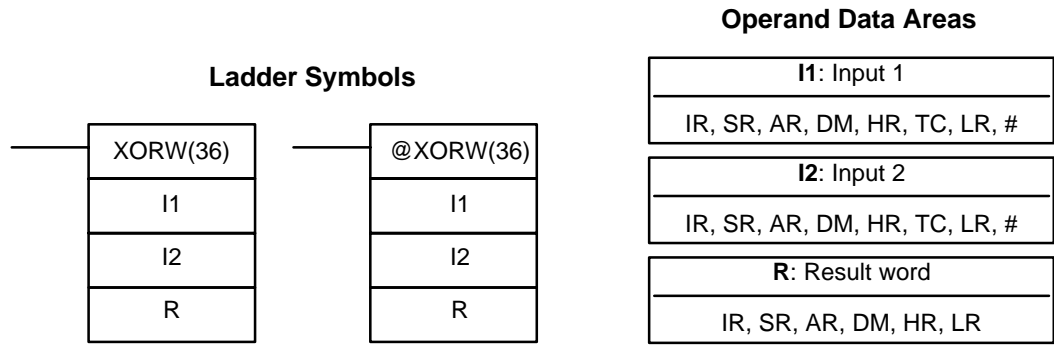 Ladder Symbols
XORW(36)
I1
I2
R
@XORW(36)
I1
I2
R
Operand Data Areas
I1: Input 1
IR, SR, AR, DM, HR, TC, LR, #
I2: Input 2
IR, SR, AR, DM, HR, TC, LR, #
R: Result word
IR, SR, AR, DM, HR, LR